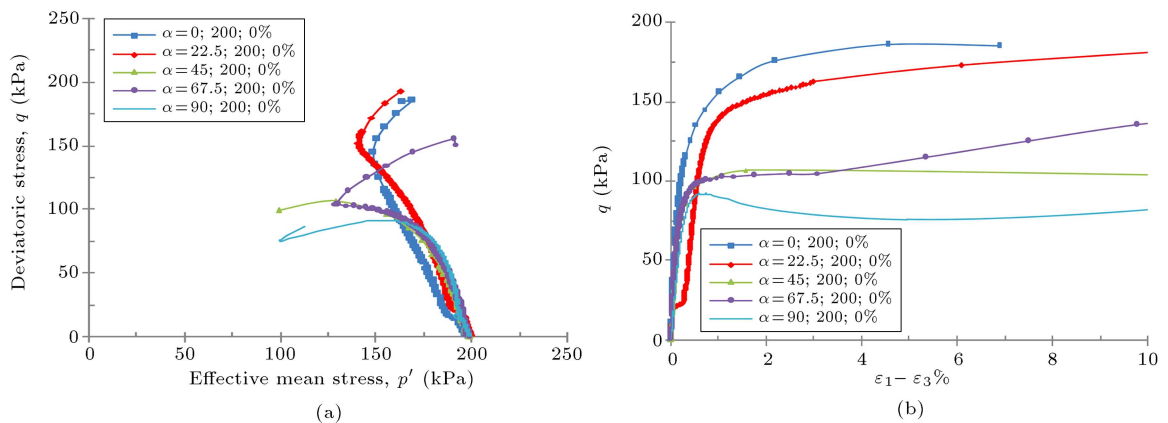 250
200
150
100
50
0
Deviatoric stress, q (kPa)
α=0; 200; 0%
α=22.5; 200; 0%
α=45; 200; 0%
α=67.5; 200; 0%
α=90; 200; 0%
0 50 100 150 200 250
Effective mean stress, p′ (kPa)
(a)
200
150
100
50
0
q (kPa)
α=0; 200; 0%
α=22.5; 200; 0%
α=45; 200; 0%
α=67.5; 200; 0%
α=90; 200; 0%
0 2 4 6 8 10
ε₁− ε₃%
(b)